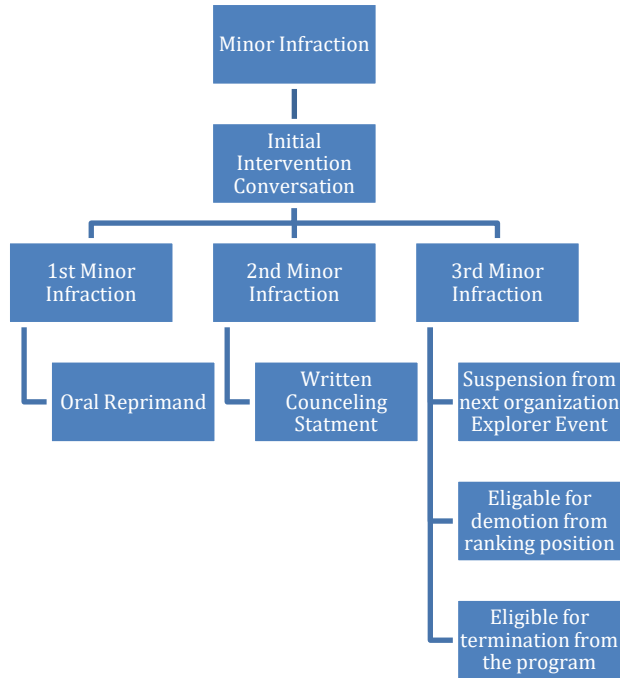 Minor Infraction
Initial
Intervention
Conversation
1st Minor
Infraction
Oral Reprimand
2nd Minor
Infraction
Written
Counceling
Statment
3rd Minor
Infraction
Suspension from
next organization
Explorer Event
Eligable for
demotion from
ranking position
Eligible for
termination from
the program